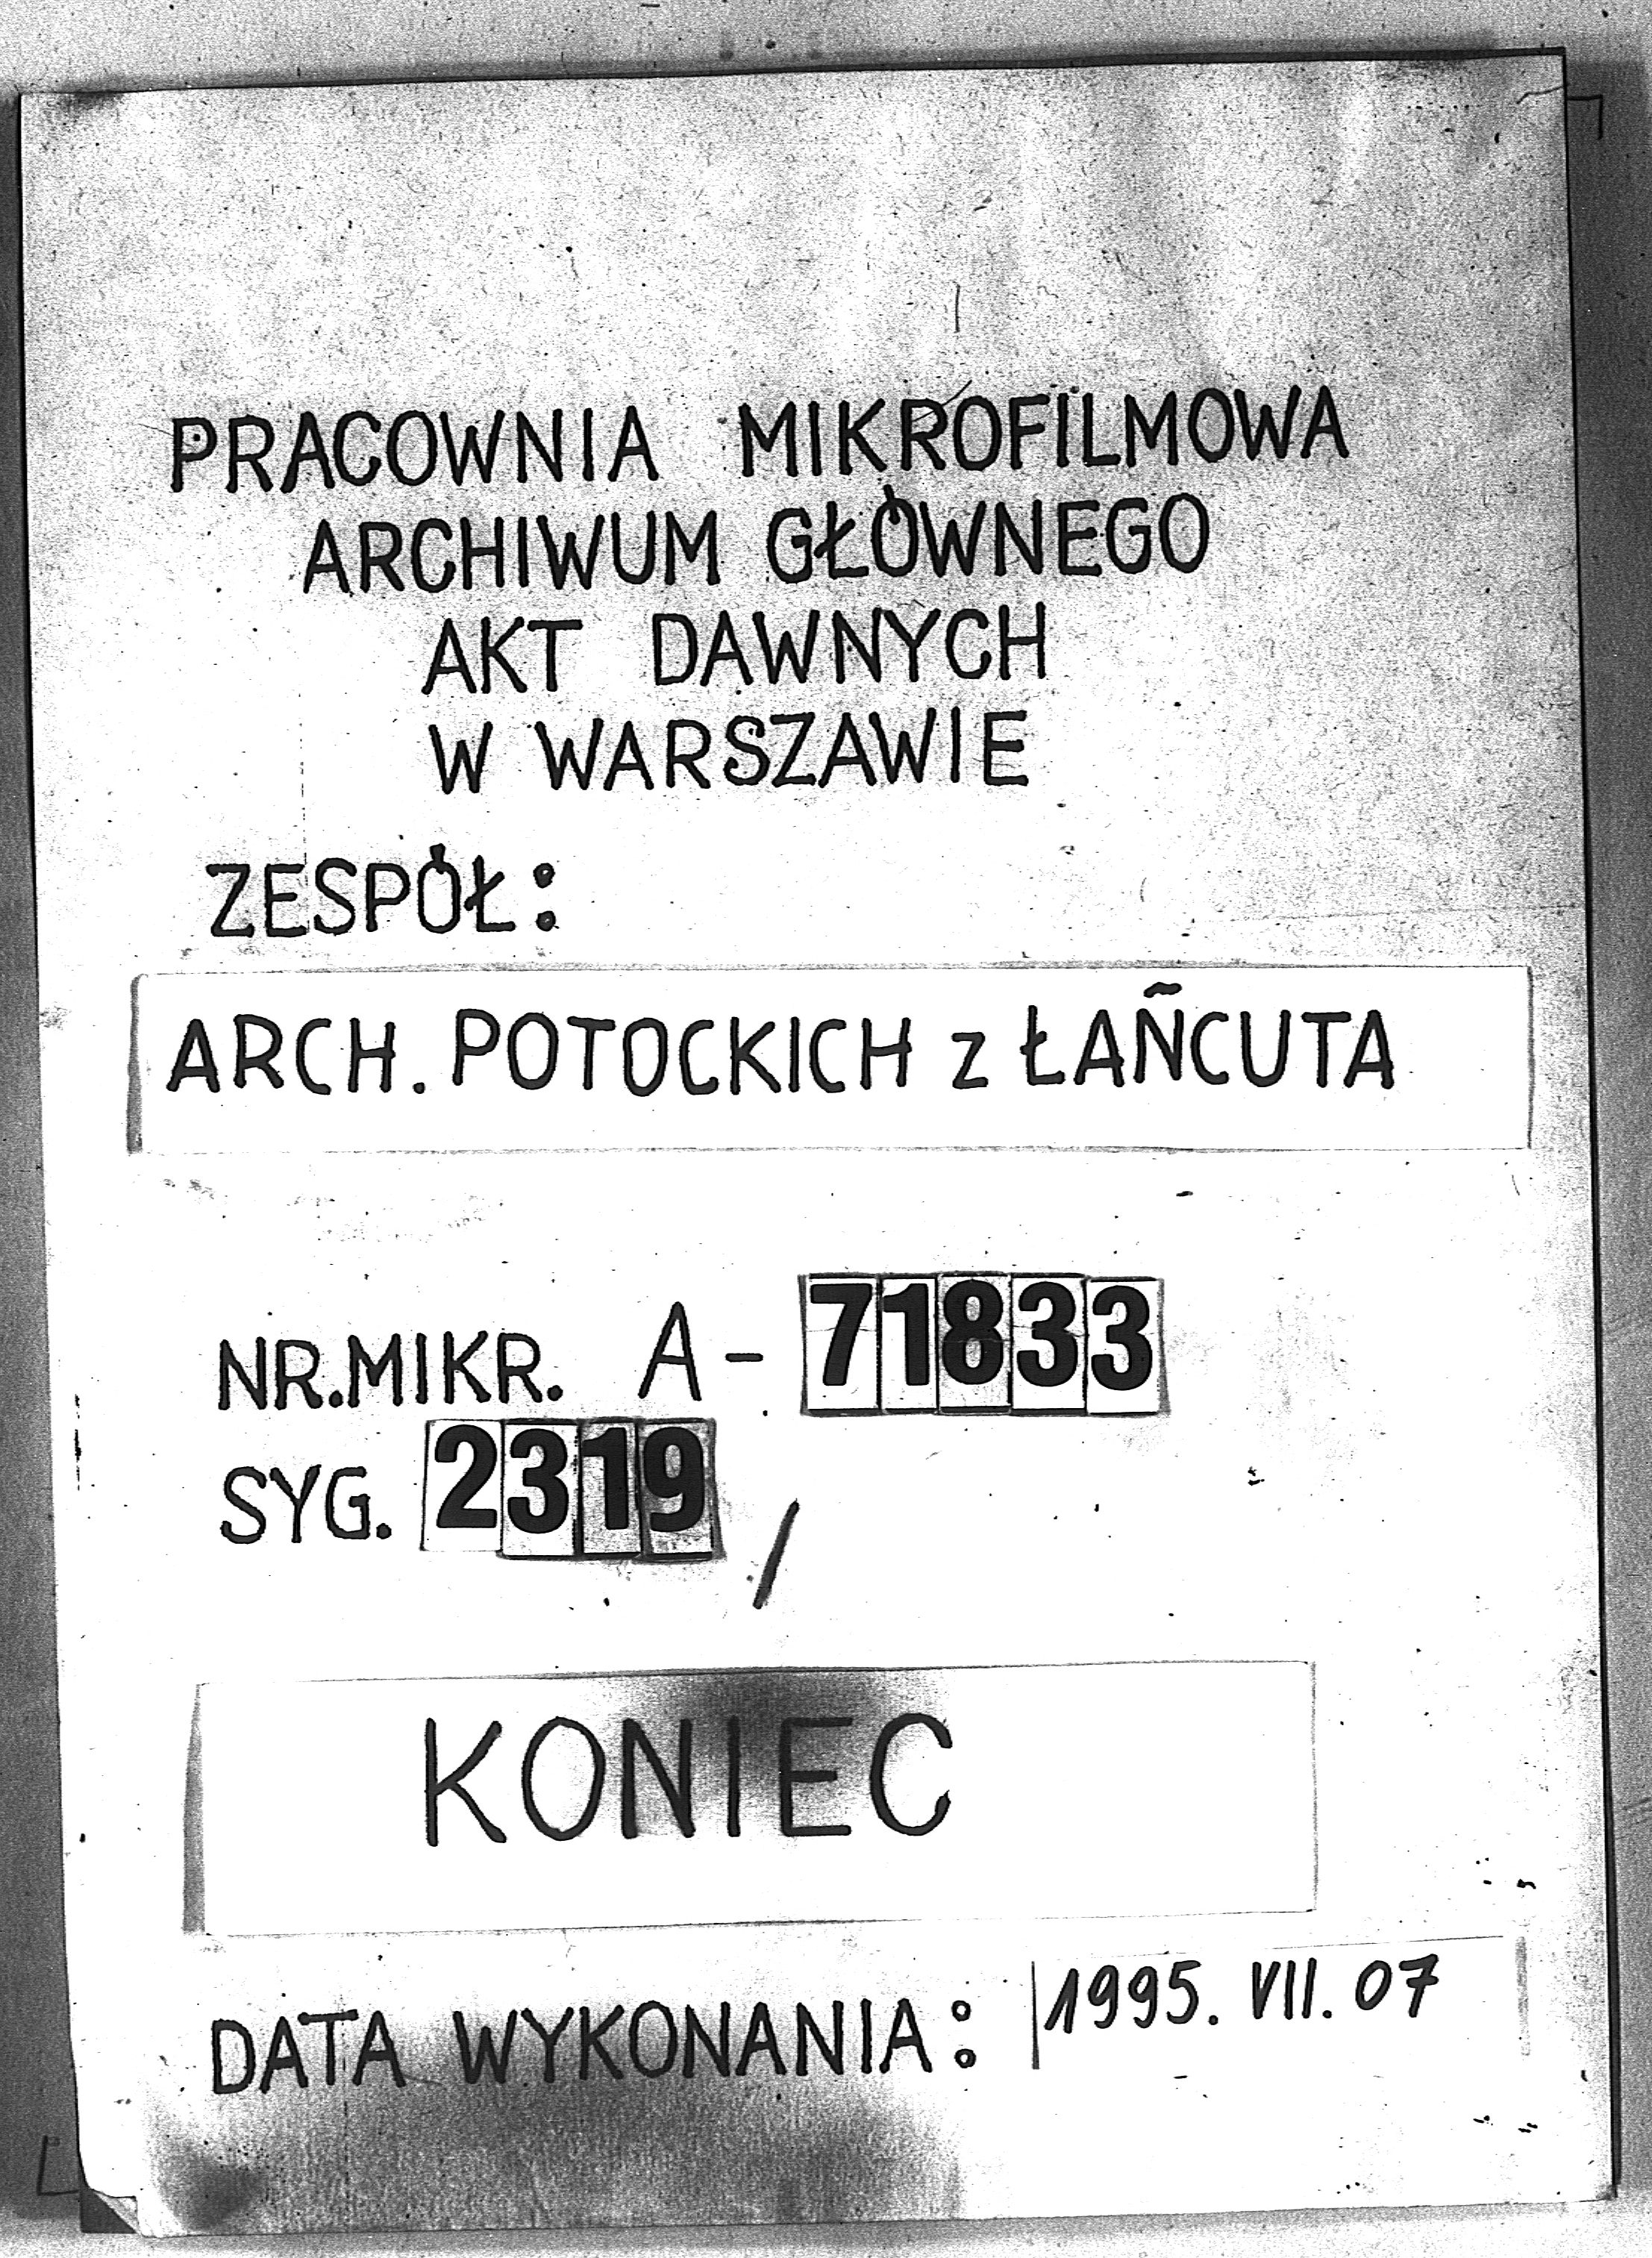 PRACOWNIA MIKROFILMOWA
ARCHIWUM GŁÓWNEGO
AKT DAWNYCH
W WARSZAWIE
ZESPÓŁ:
ARCH. POTOCKICH z ŁAŃCUTA
NR.MIKR. A-71833
SYG. 2319 /
KONIEC
DATA WYKONANIA: 1995. VII. 07